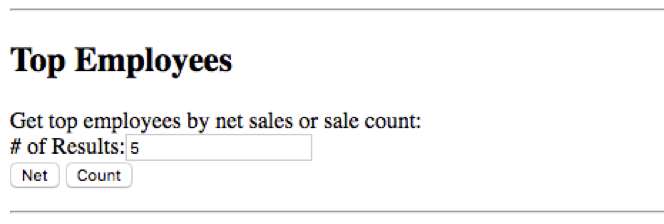 Top Employees
Get top employees by net sales or sale count:
# of Results: 5
Net Count